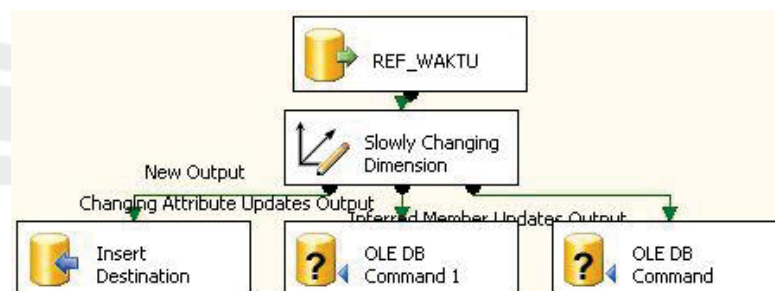 REF_WAKTU
Slowly Changing
Dimension
New Output
Changing Attribute Updates Output
Inferred Member Updates Output
Insert
Destination
OLE DB
Command 1
OLE DB
Command